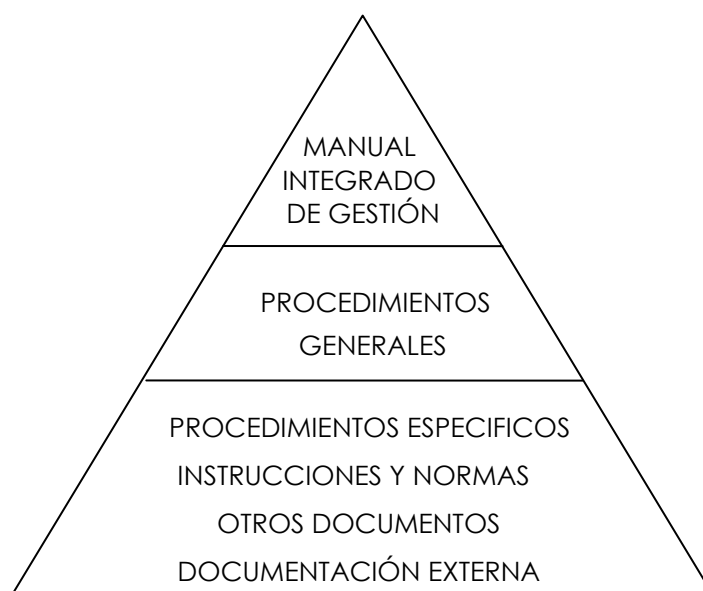 MANUAL
INTEGRADO
DE GESTIÓN
PROCEDIMIENTOS
GENERALES
PROCEDIMIENTOS ESPECIFICOS
INSTRUCCIONES Y NORMAS
OTROS DOCUMENTOS
DOCUMENTACIÓN EXTERNA